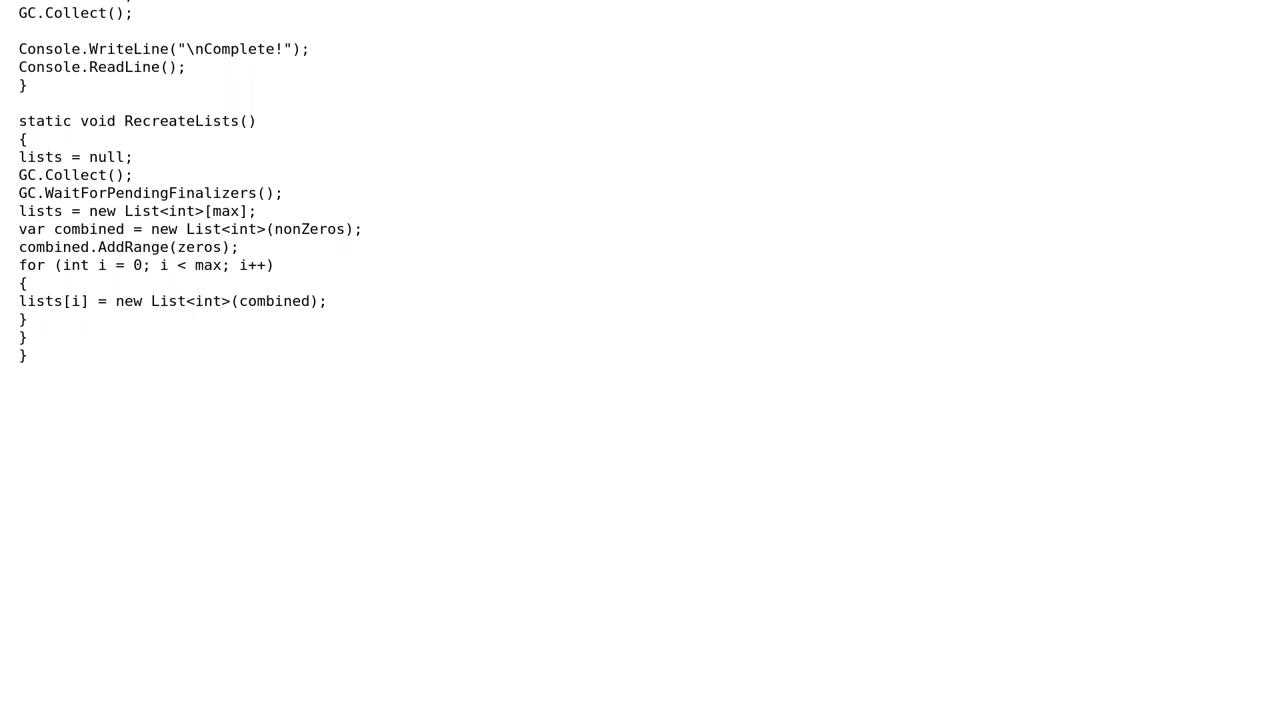 GC.Collect();
Console.WriteLine("\nComplete!");
Console.ReadLine();
}
static void RecreateLists()
{
lists = null;
GC.Collect();
GC.WaitForPendingFinalizers();
lists = new List<int>[max];
var combined = new List<int>(nonZeros);
combined.AddRange(zeros);
for (int i = 0; i < max; i++)
{
lists[i] = new List<int>(combined);
}
}
}